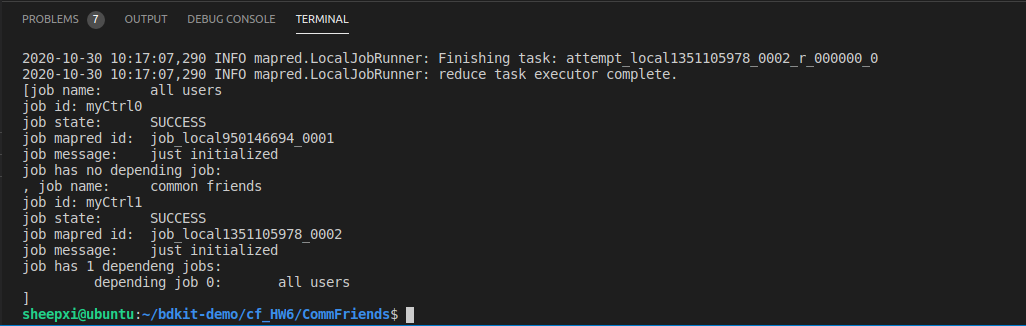 PROBLEMS 7 OUTPUT DEBUG CONSOLE TERMINAL
2020-10-30 10:17:07,290 INFO mapred.LocalJobRunner: Finishing task: attempt_local1351105978_0002_r_000000_0
2020-10-30 10:17:07,290 INFO mapred.LocalJobRunner: reduce task executor complete.
[job name:      all users
job id: myCtrl0
job state:      SUCCESS
job mapred id:  job_local950146694_0001
job message:    just initialized
job has no depending job:
, job name:     common friends
job id: myCtrl1
job state:      SUCCESS
job mapred id:  job_local1351105978_0002
job message:    just initialized
job has 1 dependeng jobs:
         depending job 0:       all users
]
sheepxi@ubuntu:~/bdkit-demo/cf_HW6/CommFriends$